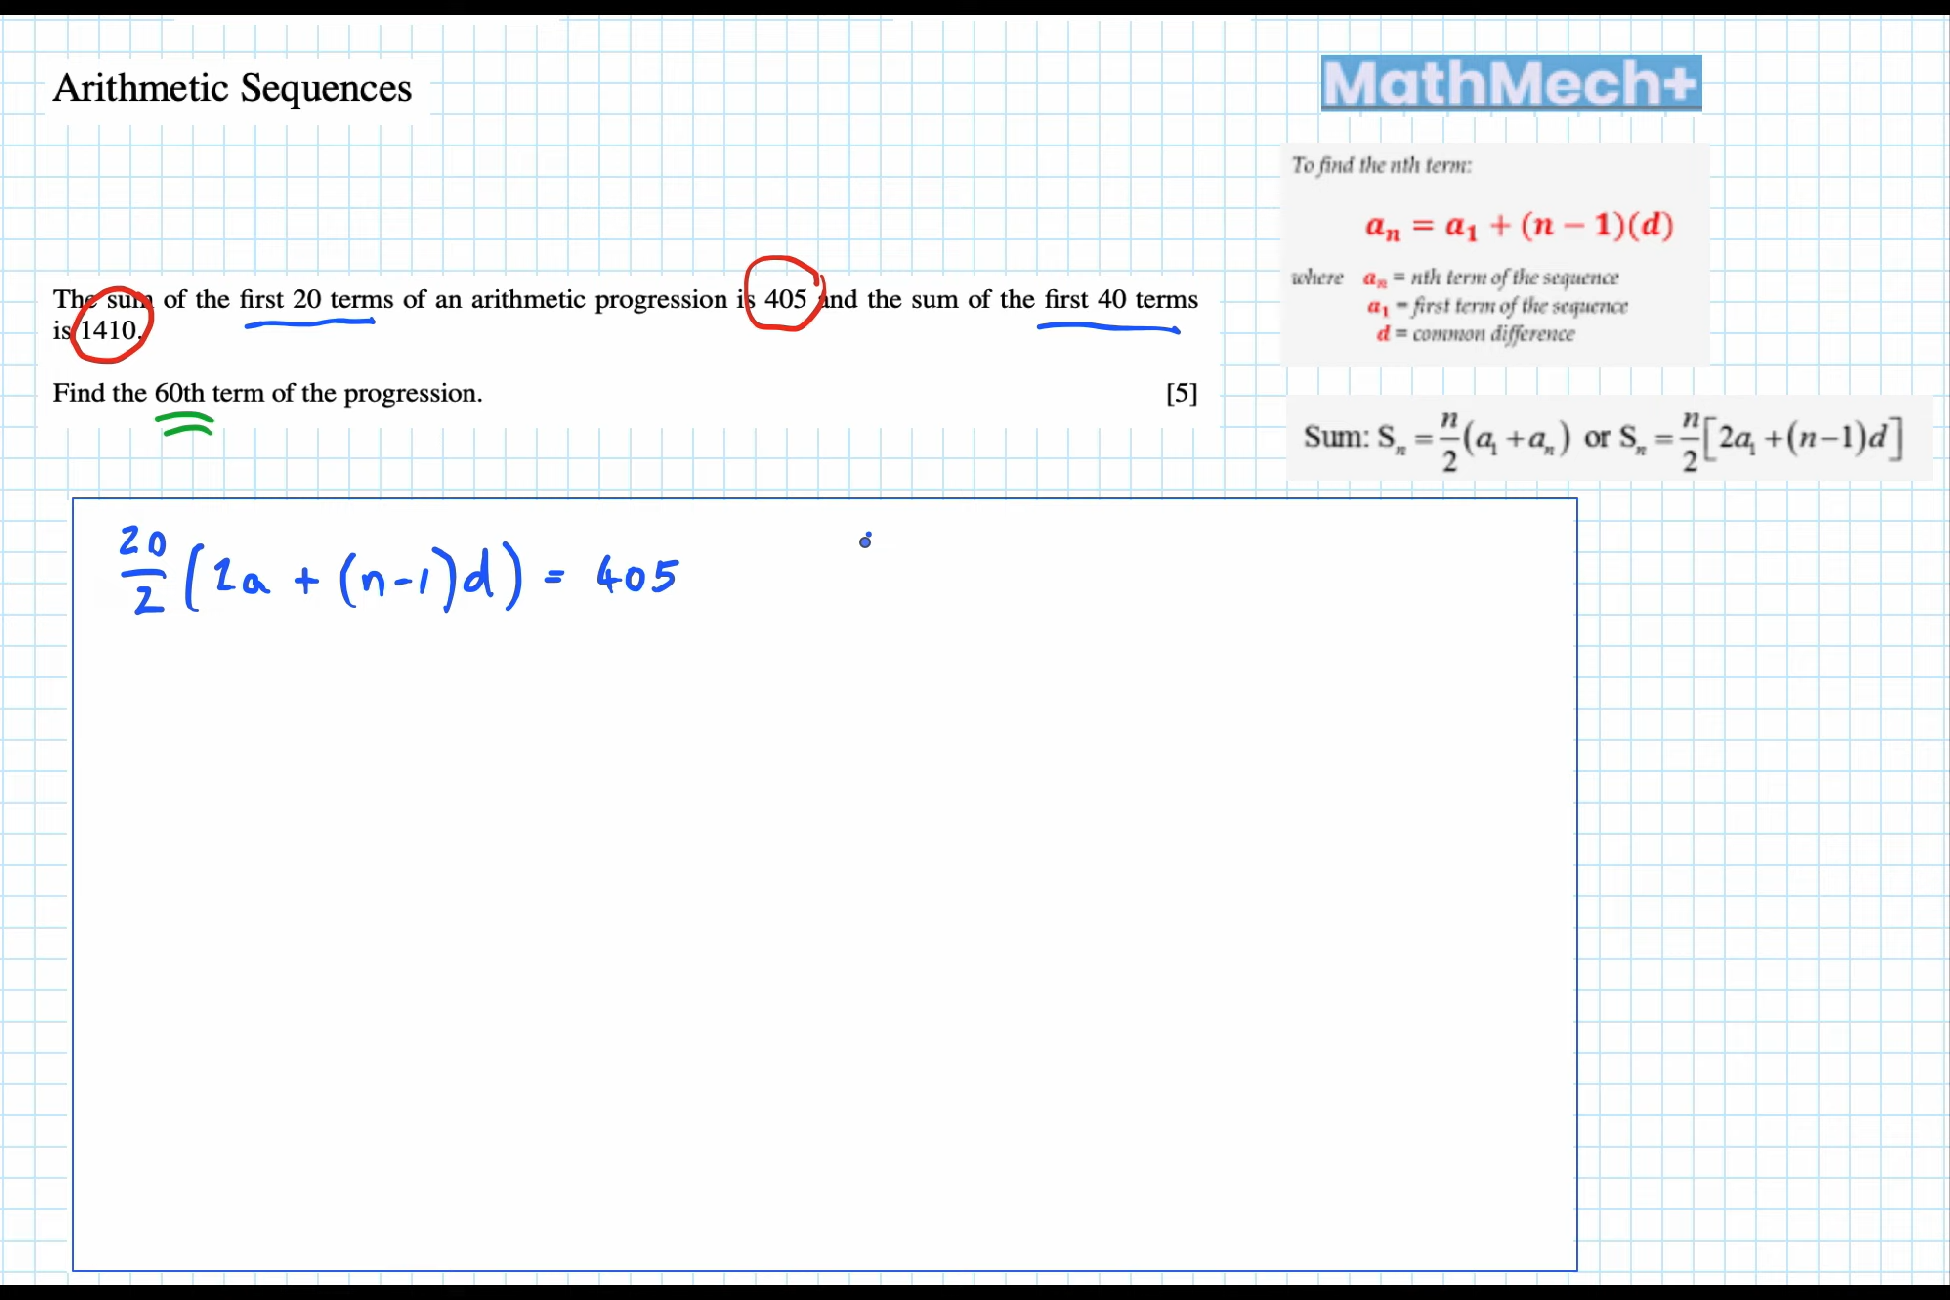 Arithmetic Sequences
MathMech+
To find the nth term:
aₙ = a₁ + (n − 1)(d)
where aₙ = nth term of the sequence
a₁ = first term of the sequence
d = common difference
The sum of the first 20 terms of an arithmetic progression is 405 and the sum of the first 40 terms
is 1410.
Find the 60th term of the progression. [5]
Sum: Sₙ = n/2(a₁ + aₙ) or Sₙ = n/2[2a₁ + (n−1)d]
20/2 (2a + (n-1)d) = 405